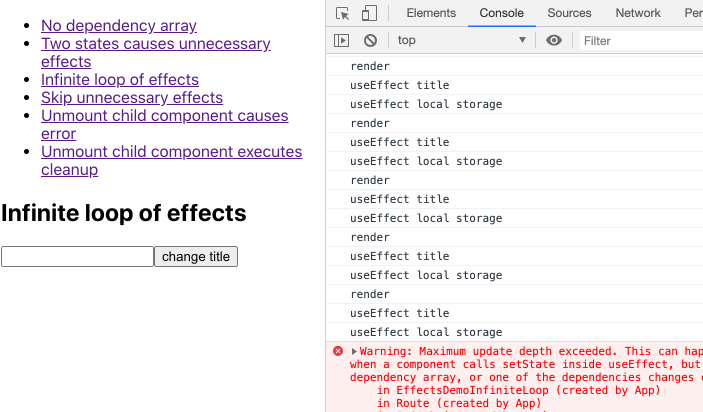 No dependency array
Two states causes unnecessary
effects
Infinite loop of effects
Skip unnecessary effects
Unmount child component causes
error
Unmount child component executes
cleanup
Infinite loop of effects
change title
Elements Console Sources Network Per
top Filter
render
useEffect title
useEffect local storage
render
useEffect title
useEffect local storage
render
useEffect title
useEffect local storage
render
useEffect title
useEffect local storage
render
useEffect title
useEffect local storage
Warning: Maximum update depth exceeded. This can hap
when a component calls setState inside useEffect, but
dependency array, or one of the dependencies changes
in EffectsDemoInfiniteLoop (created by App)
in Route (created by App)